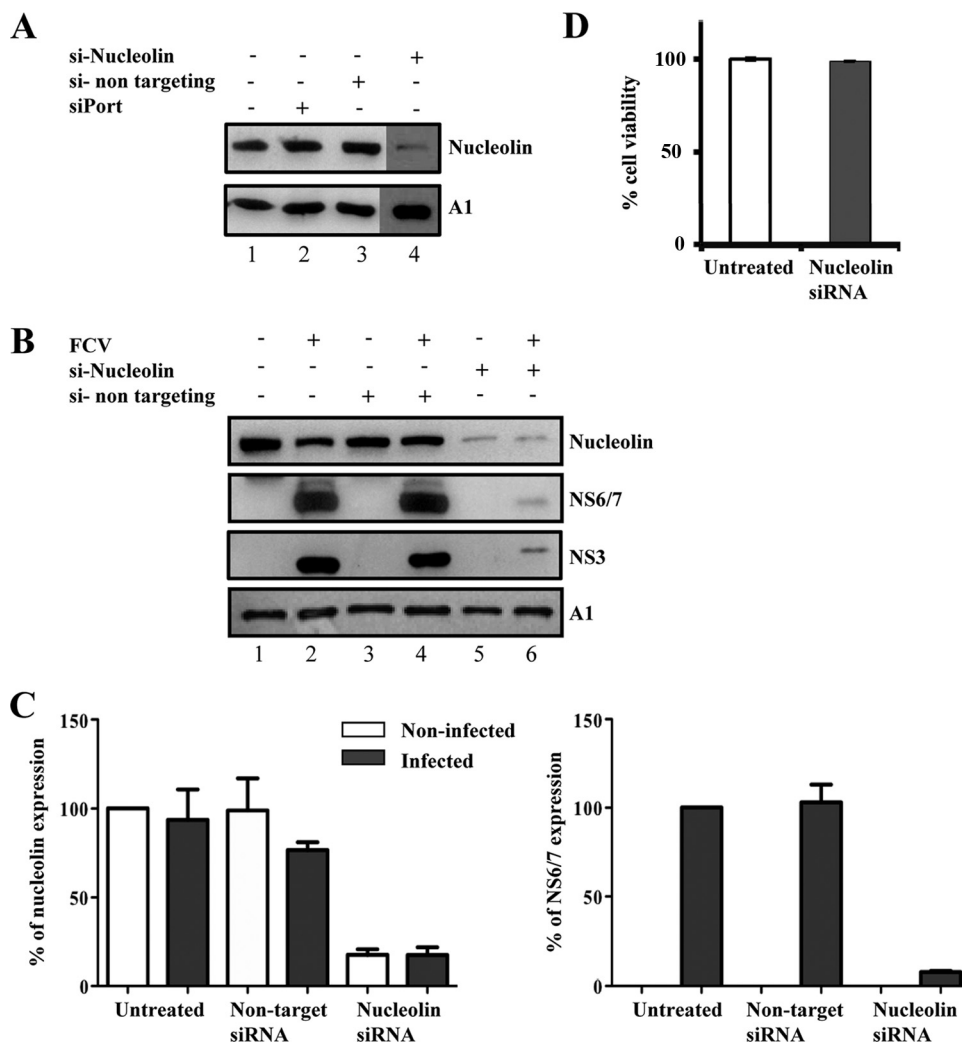 A
si-Nucleolin - - - +
si- non targeting - - + -
siPort - + - -
Nucleolin
A1
1 2 3 4
D
% cell viability
100
50
0
Untreated
Nucleolin
siRNA
B
FCV - + - + - +
si-Nucleolin - - - - + +
si- non targeting - - + + - -
Nucleolin
NS6/7
NS3
A1
1 2 3 4 5 6
C
% of nucleolin expression
150
100
50
0
Non-infected
Infected
Untreated
Non-target
siRNA
Nucleolin
siRNA
% of NS6/7 expression
150
100
50
0
Untreated
Non-target
siRNA
Nucleolin
siRNA